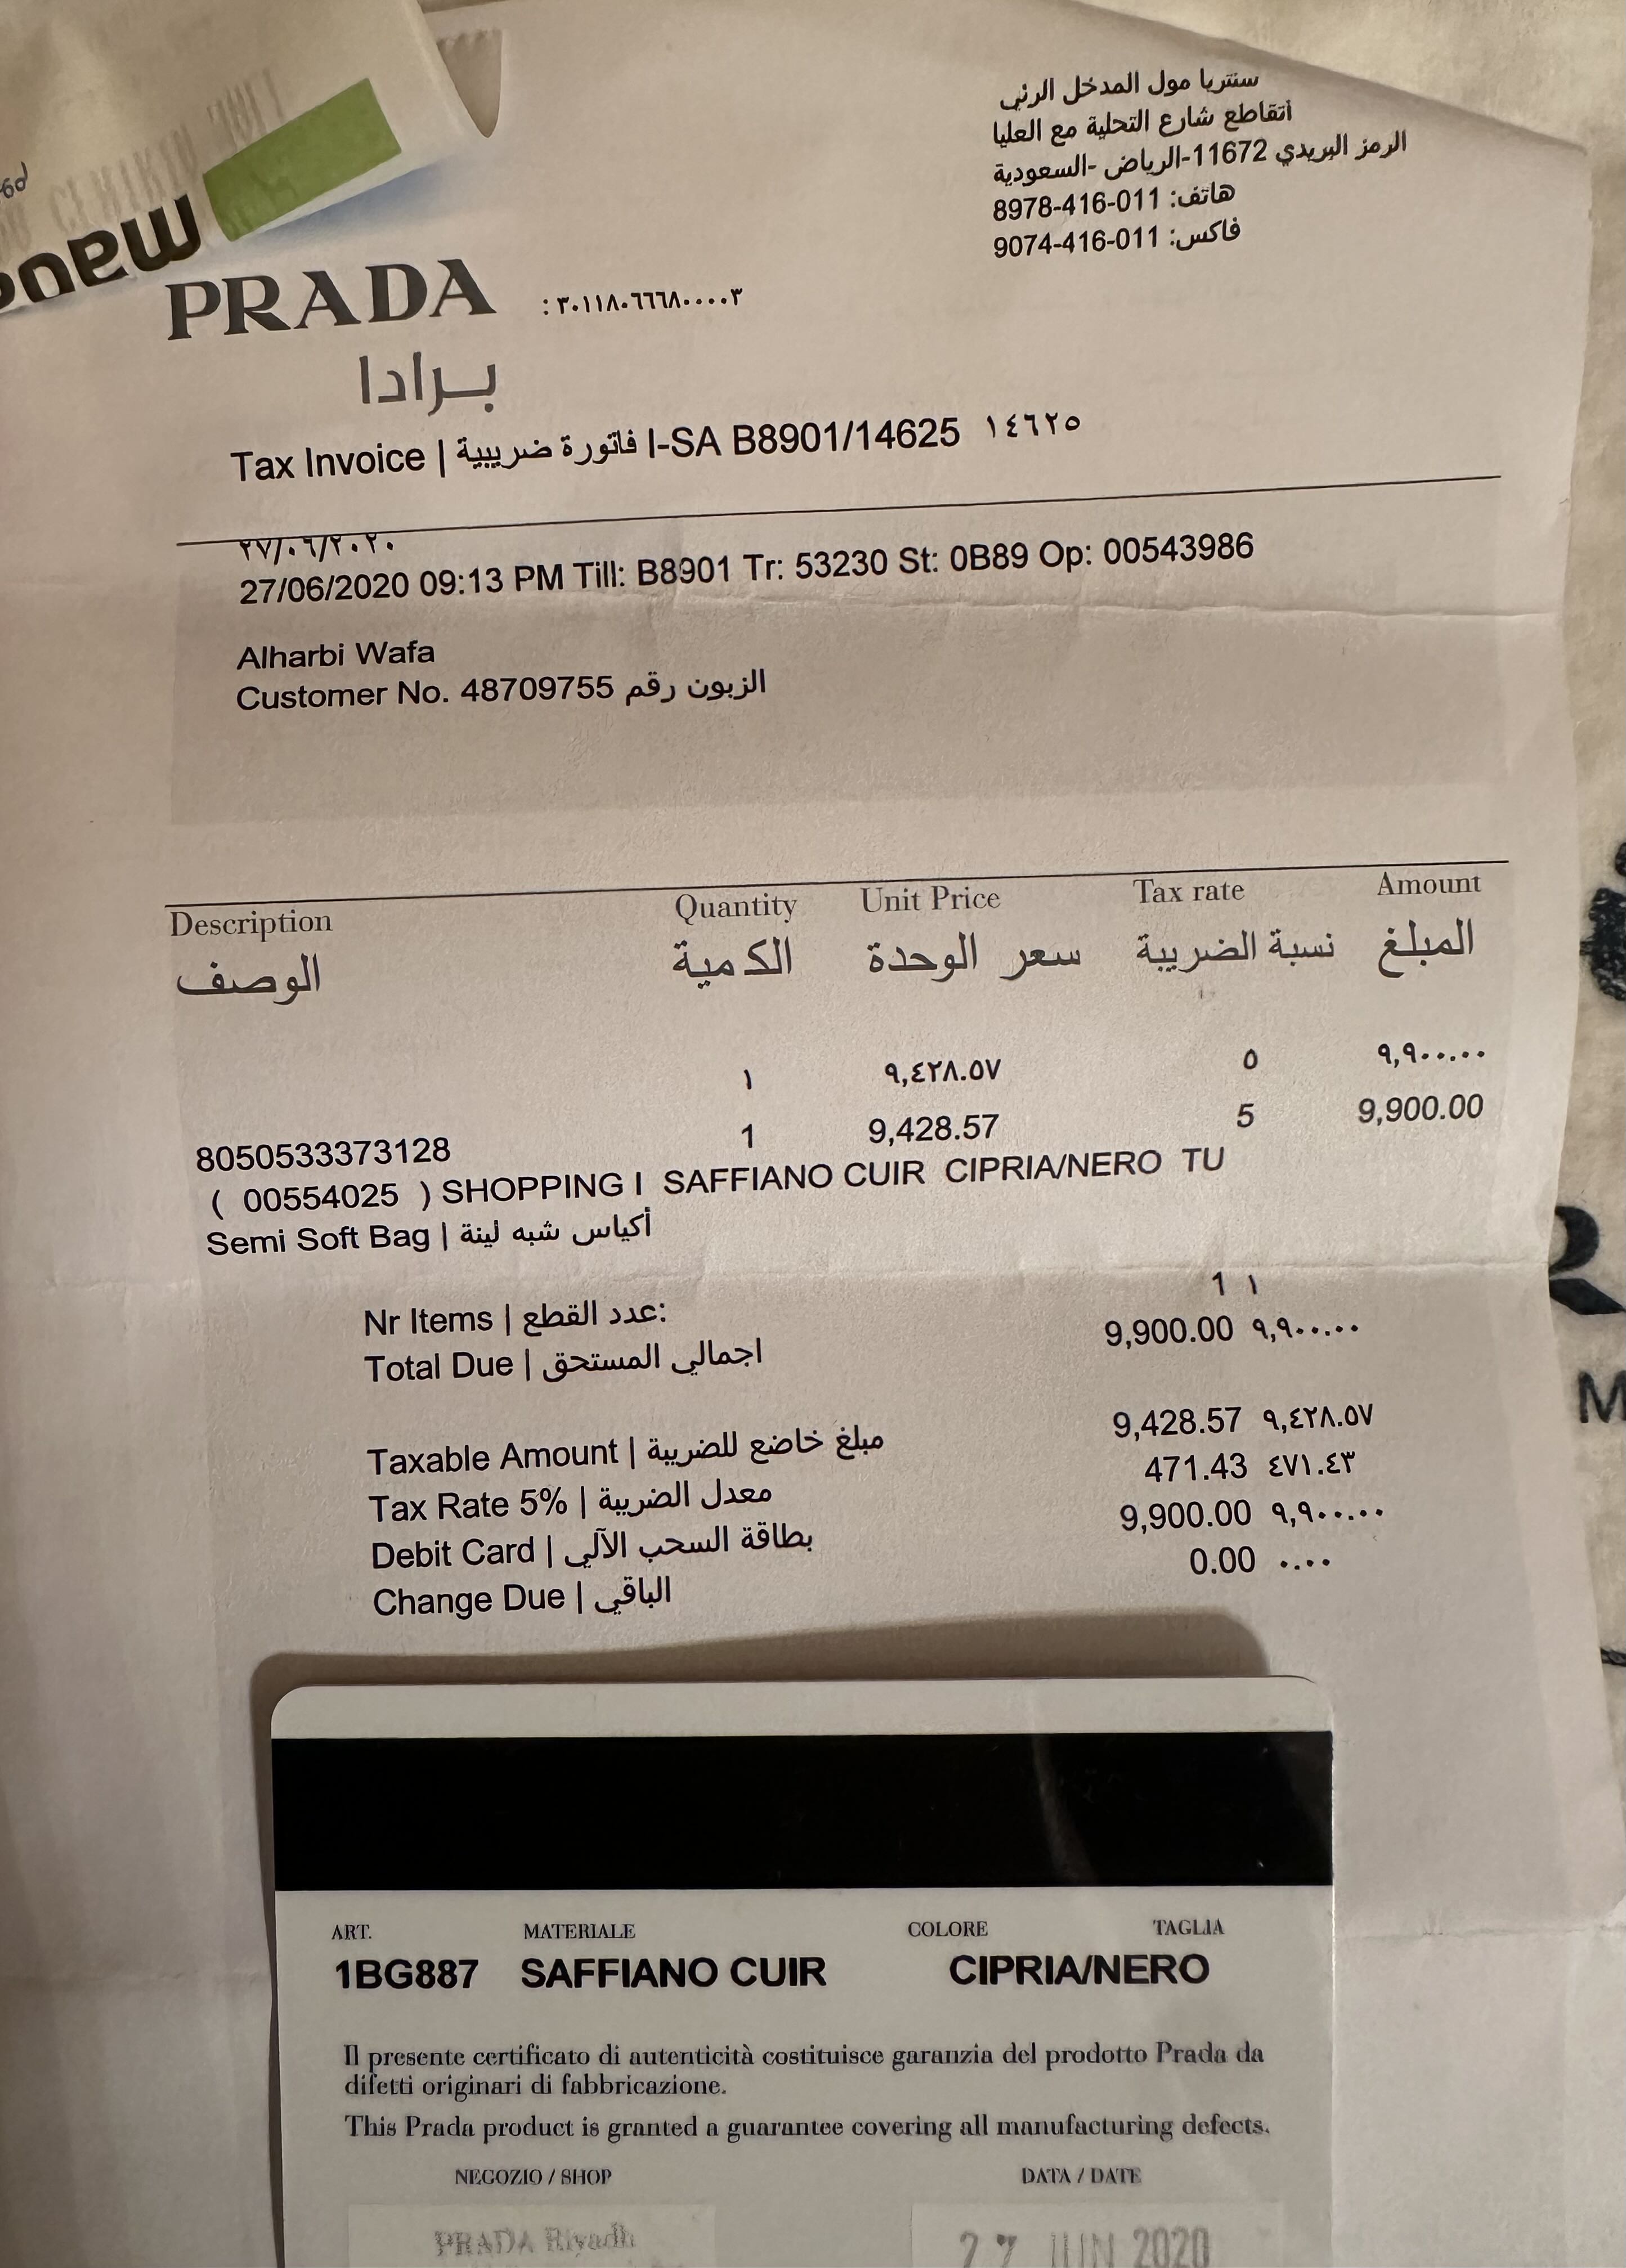 سنتريا مول المدخل الرئي
أتقاطع شارع التحلية مع العليا
الرمز البريدي 11672-الرياض -السعودية
هاتف: 011-416-8978
فاكس: 011-416-9074
PRADA : ٣٠١١٨٠٦٦٦٨٠٠٠٠٣
برادا
Tax Invoice | فاتورة ضريبية I-SA B8901/14625 ١٤٦٢٥
٢٧/٠٦/٢٠٢٠
27/06/2020 09:13 PM Till: B8901 Tr: 53230 St: 0B89 Op: 00543986
Alharbi Wafa
Customer No. 48709755 الزبون رقم
Description Quantity Unit Price Tax rate Amount
الوصف الكمية سعر الوحدة نسبة الضريبة المبلغ
١ ٩,٤٢٨.٥٧ ٥ ٩,٩٠٠.٠٠
8050533373128 1 9,428.57 5 9,900.00
( 00554025 ) SHOPPING I SAFFIANO CUIR CIPRIA/NERO TU
Semi Soft Bag | أكياس شبه لينة
Nr Items | عدد القطع: 1 ١
Total Due | اجمالي المستحق 9,900.00 ٩,٩٠٠.٠٠
Taxable Amount | مبلغ خاضع للضريبة 9,428.57 ٩,٤٢٨.٥٧
Tax Rate 5% | معدل الضريبة 471.43 ٤٧١.٤٣
Debit Card | بطاقة السحب الآلي 9,900.00 ٩,٩٠٠.٠٠
Change Due | الباقي 0.00 ٠.٠٠
ART. MATERIALE COLORE TAGLIA
1BG887 SAFFIANO CUIR CIPRIA/NERO
Il presente certificato di autenticità costituisce garanzia del prodotto Prada da
difetti originari di fabbricazione.
This Prada product is granted a guarantee covering all manufacturing defects.
NEGOZIO / SHOP DATA / DATE
PRADA Riyadh 27 JUN 2020